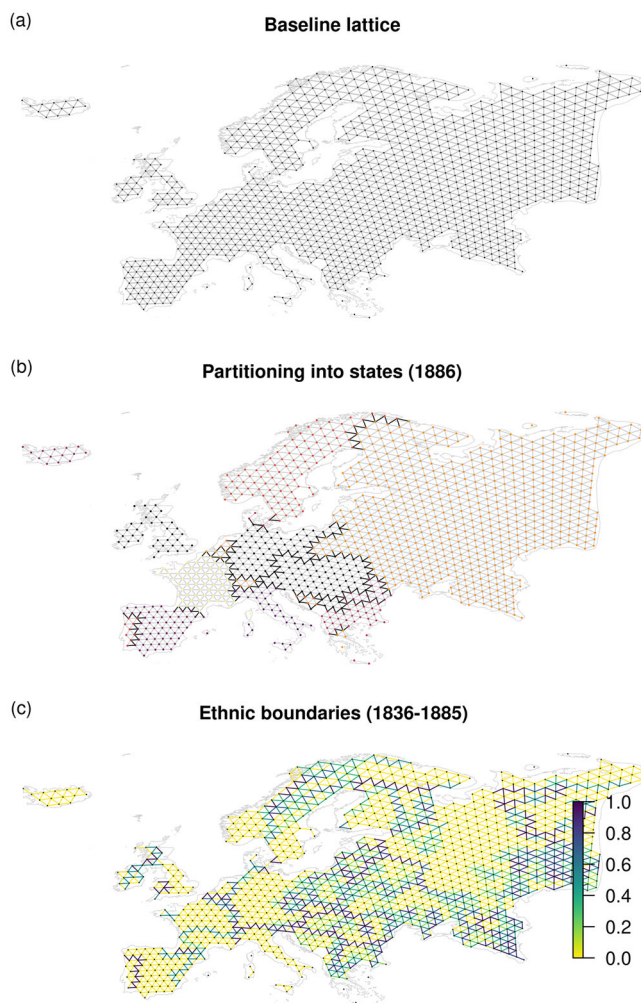 (a)
Baseline lattice
(b)
Partitioning into states (1886)
(c)
Ethnic boundaries (1836-1885)
1.0
0.8
0.6
0.4
0.2
0.0